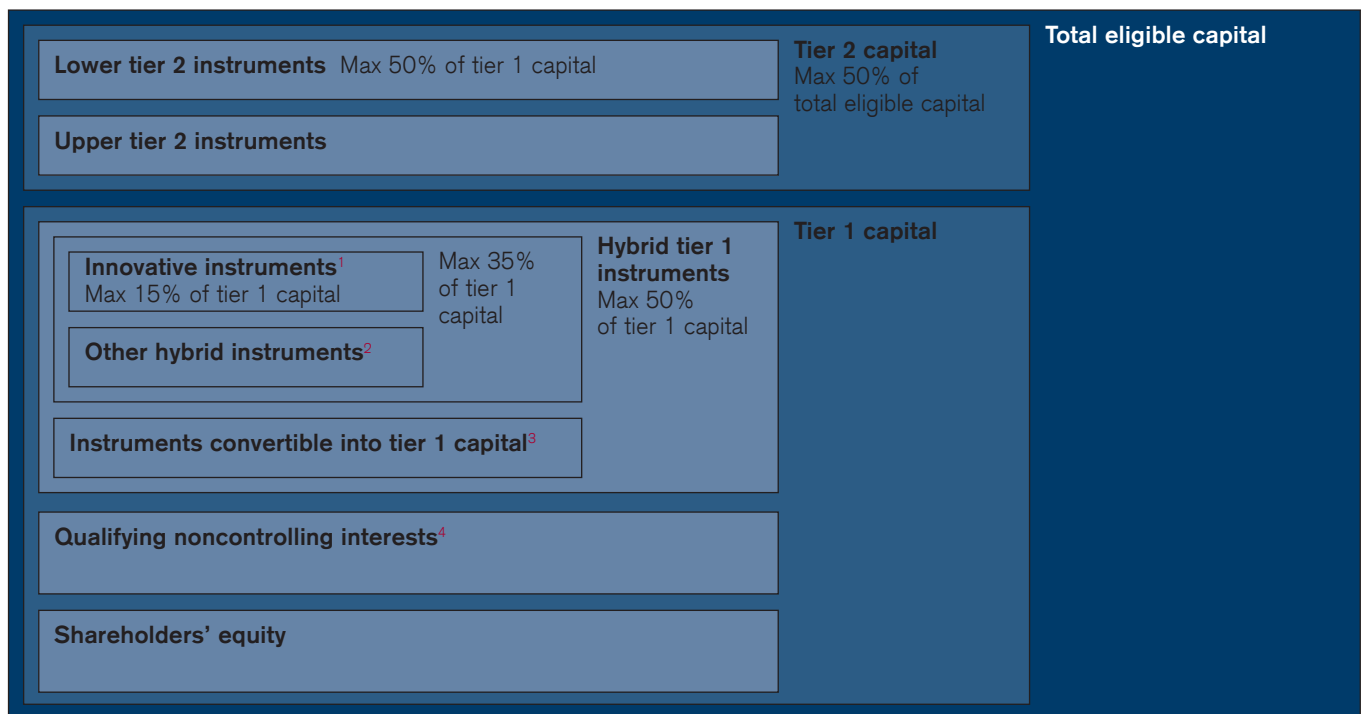 Total eligible capital
Tier 2 capital
Max 50% of
total eligible capital
Lower tier 2 instruments Max 50% of tier 1 capital
Upper tier 2 instruments
Tier 1 capital
Hybrid tier 1
instruments
Max 50%
of tier 1 capital
Max 35%
of tier 1
capital
Innovative instruments¹
Max 15% of tier 1 capital
Other hybrid instruments²
Instruments convertible into tier 1 capital³
Qualifying noncontrolling interests⁴
Shareholders’ equity